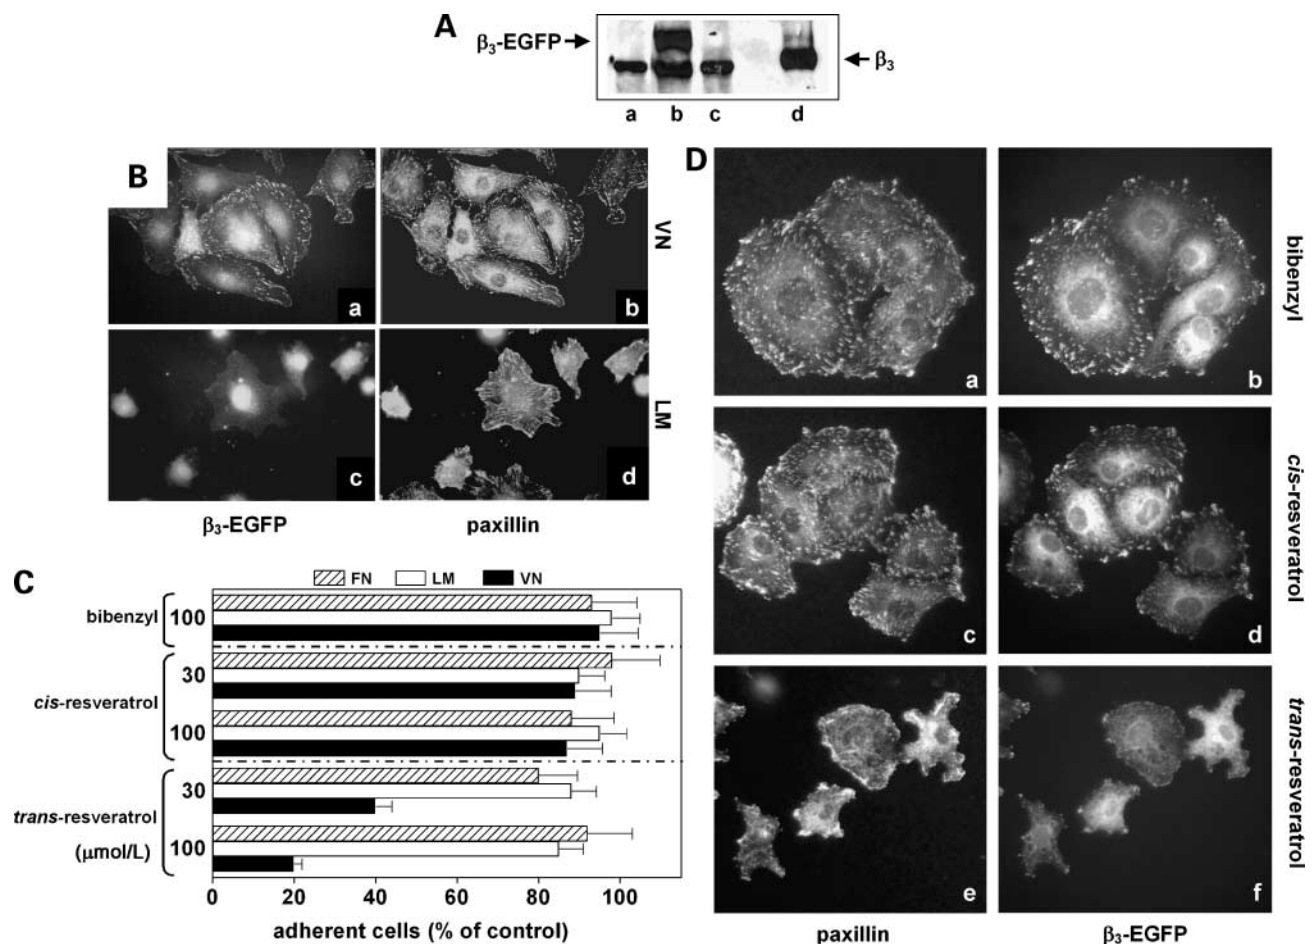 A
β3-EGFP
β3
a b c d
B
a
b
VN
c
d
LM
β3-EGFP
paxillin
C
FN LM VN
bibenzyl
100
cis-resveratrol
30
100
trans-resveratrol
(μmol/L)
30
100
0 20 40 60 80 100
adherent cells (% of control)
D
a
b
bibenzyl
c
d
cis-resveratrol
e
f
trans-resveratrol
paxillin
β3-EGFP